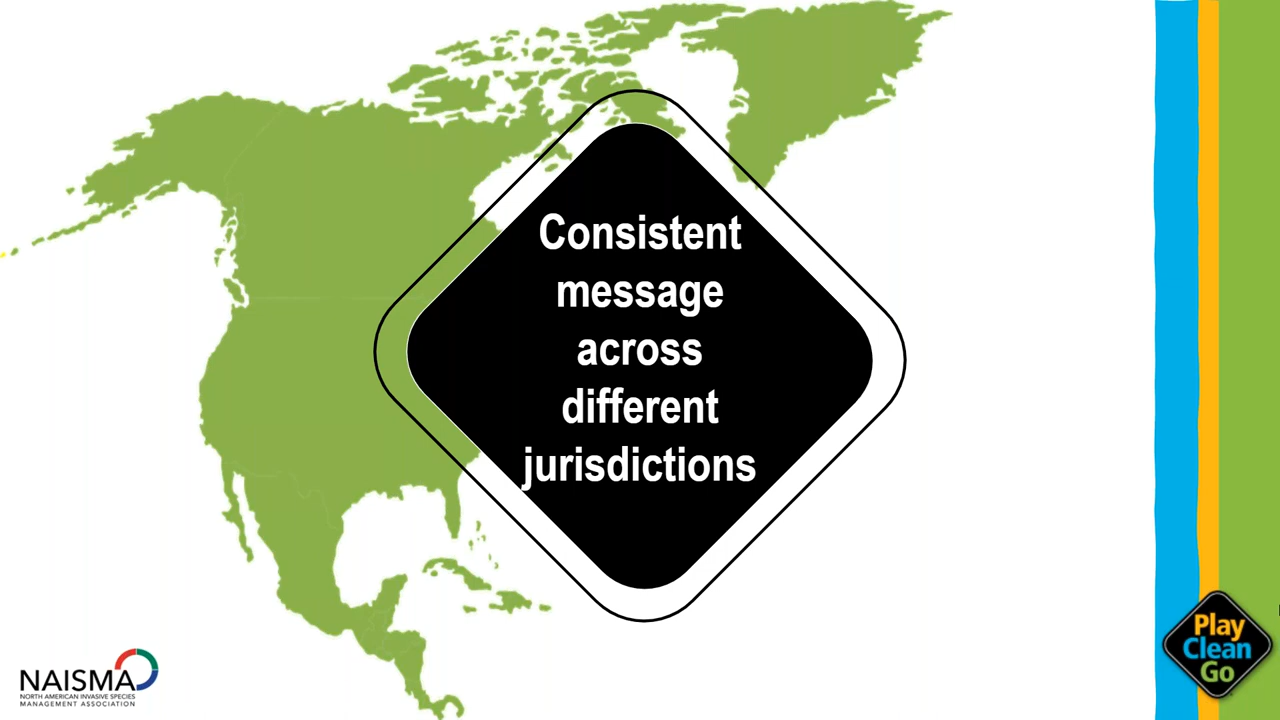 Consistent
message
across
different
jurisdictions
NAISMA
NORTH AMERICAN INVASIVE SPECIES
MANAGEMENT ASSOCIATION
Play
Clean
Go